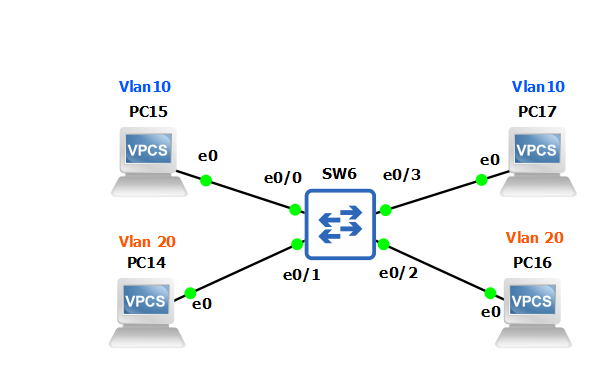 Vlan10
PC15
VPCS
e0
e0/0
SW6
e0/3
Vlan10
PC17
VPCS
e0
Vlan 20
PC14
VPCS
e0
e0/1
e0/2
Vlan 20
PC16
VPCS
e0